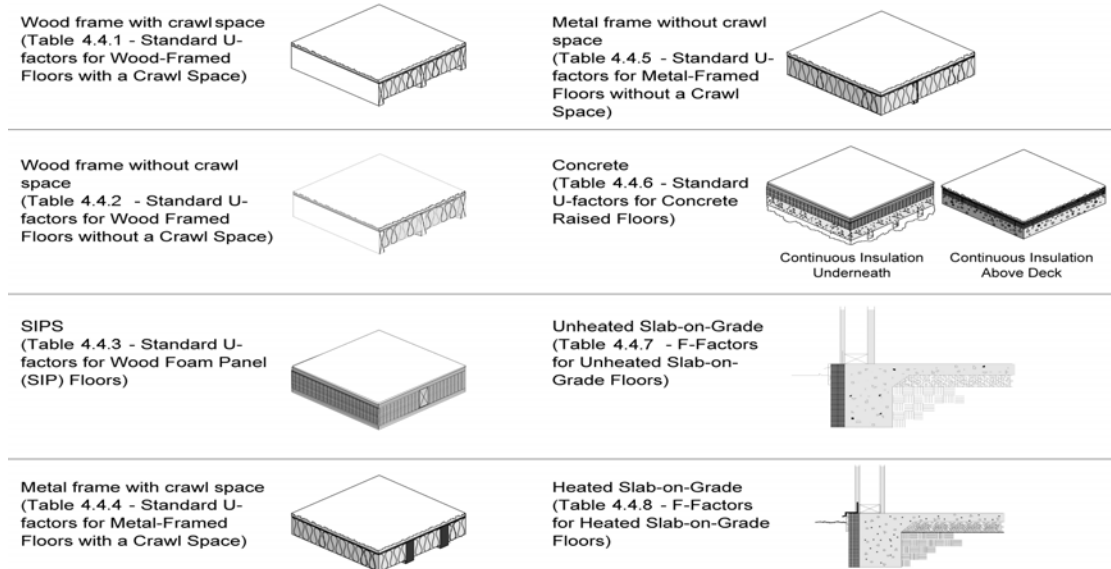 Wood frame with crawl space
(Table 4.4.1 - Standard U-
factors for Wood-Framed
Floors with a Crawl Space)
Metal frame without crawl
space
(Table 4.4.5 - Standard U-
factors for Metal-Framed
Floors without a Crawl
Space)
Wood frame without crawl
space
(Table 4.4.2 - Standard U-
factors for Wood Framed
Floors without a Crawl Space)
Concrete
(Table 4.4.6 - Standard
U-factors for Concrete
Raised Floors)
Continuous Insulation
Underneath
Continuous Insulation
Above Deck
SIPS
(Table 4.4.3 - Standard U-
factors for Wood Foam Panel
(SIP) Floors)
Unheated Slab-on-Grade
(Table 4.4.7 - F-Factors
for Unheated Slab-on-
Grade Floors)
Metal frame with crawl space
(Table 4.4.4 - Standard U-
factors for Metal-Framed
Floors with a Crawl Space)
Heated Slab-on-Grade
(Table 4.4.8 - F-Factors
for Heated Slab-on-Grade
Floors)